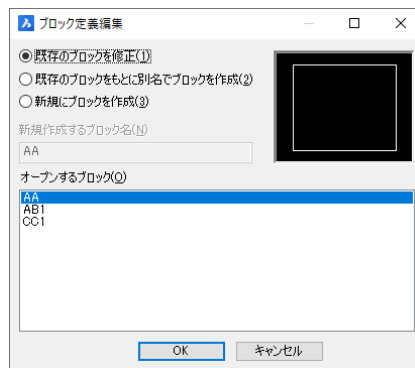 ブロック定義編集
既存のブロックを修正(1)
既存のブロックをもとに別名でブロックを作成(2)
新規にブロックを作成(3)
新規作成するブロック名(N)
AA
オープンするブロック(O)
AA
AB1
CC1
OK キャンセル